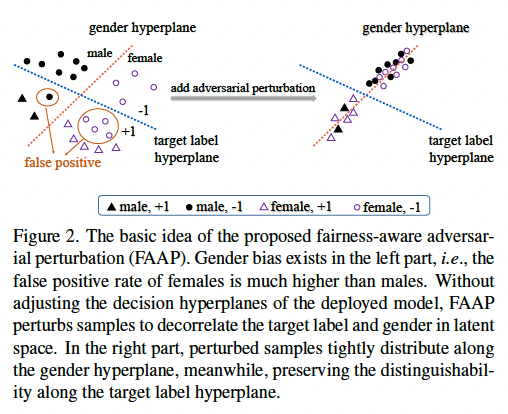 gender hyperplane
male
female
-1
+1
target label
hyperplane
false positive
add adversarial perturbation
gender hyperplane
target label
hyperplane
▲ male, +1 ● male, -1 △ female, +1 ○ female, -1
Figure 2. The basic idea of the proposed fairness-aware adversar-
ial perturbation (FAAP). Gender bias exists in the left part, i.e., the
false positive rate of females is much higher than males. Without
adjusting the decision hyperplanes of the deployed model, FAAP
perturbs samples to decorrelate the target label and gender in latent
space. In the right part, perturbed samples tightly distribute along
the gender hyperplane, meanwhile, preserving the distinguishabil-
ity along the target label hyperplane.